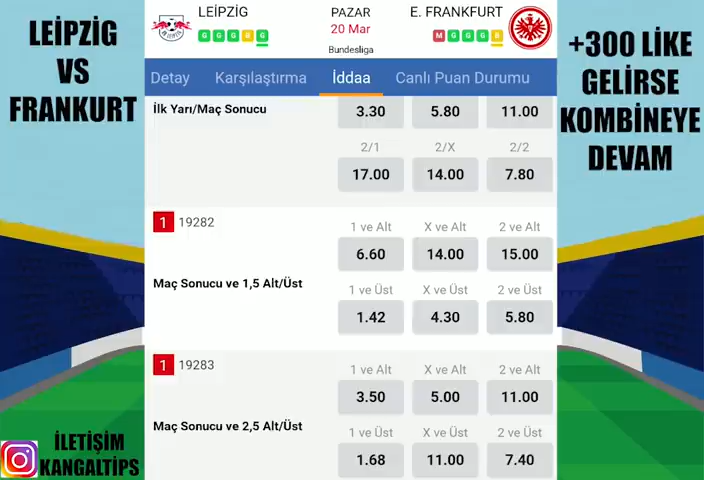 LEİPZİG
VS
FRANKURT
LEİPZİG
G G G B G
PAZAR
20 Mar
Bundesliga
E. FRANKFURT
M G G G B
+300 LİKE
GELİRSE
KOMBİNEYE
DEVAM
Detay Karşılaştırma İddaa Canlı Puan Durumu
İlk Yarı/Maç Sonucu
3.30 5.80 11.00
2/1 2/X 2/2
17.00 14.00 7.80
1 19282
1 ve Alt X ve Alt 2 ve Alt
6.60 14.00 15.00
Maç Sonucu ve 1,5 Alt/Üst
1 ve Üst X ve Üst 2 ve Üst
1.42 4.30 5.80
1 19283
1 ve Alt X ve Alt 2 ve Alt
3.50 5.00 11.00
Maç Sonucu ve 2,5 Alt/Üst
1 ve Üst X ve Üst 2 ve Üst
1.68 11.00 7.40
İLETİŞİM
KANGALTIPS